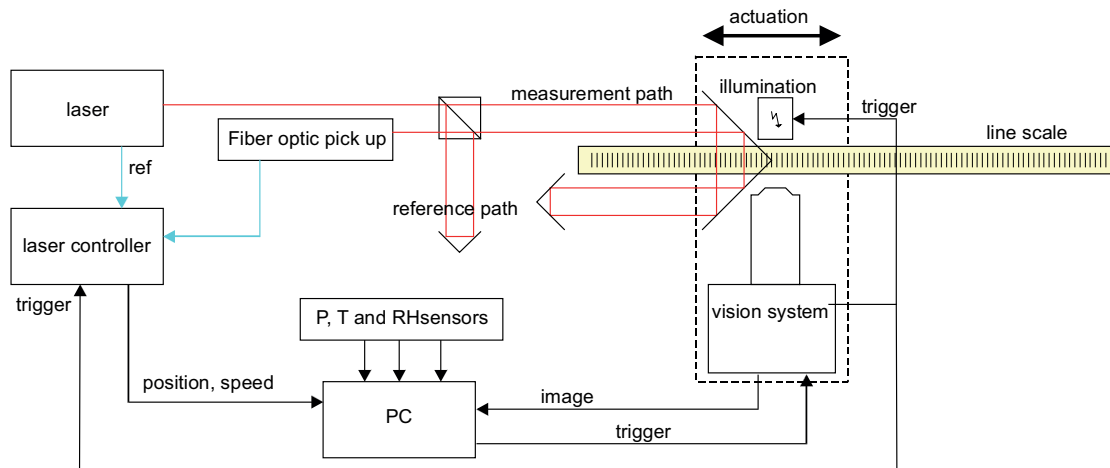 actuation
illumination
laser
measurement path
trigger
Fiber optic pick up
line scale
ref
reference path
laser controller
trigger
vision system
P, T and RHsensors
position, speed
PC
image
trigger